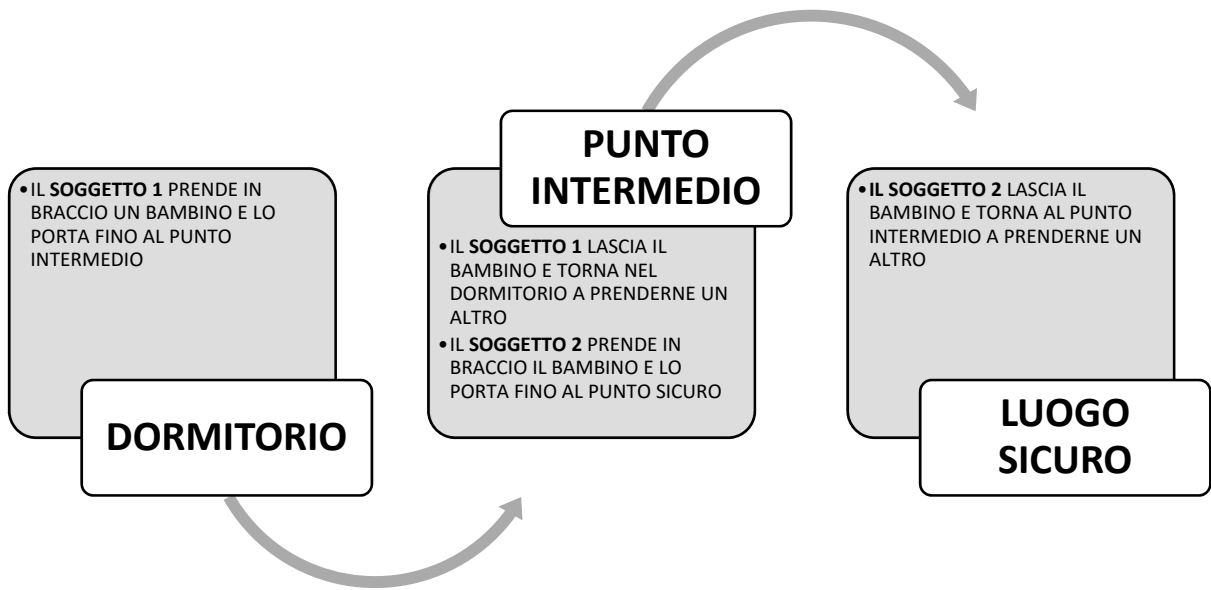 •IL SOGGETTO 1 PRENDE IN
BRACCIO UN BAMBINO E LO
PORTA FINO AL PUNTO
INTERMEDIO
DORMITORIO
PUNTO
INTERMEDIO
•IL SOGGETTO 1 LASCIA IL
BAMBINO E TORNA NEL
DORMITORIO A PRENDERNE UN
ALTRO
•IL SOGGETTO 2 PRENDE IN
BRACCIO IL BAMBINO E LO
PORTA FINO AL PUNTO SICURO
•IL SOGGETTO 2 LASCIA IL
BAMBINO E TORNA AL PUNTO
INTERMEDIO A PRENDERNE UN
ALTRO
LUOGO
SICURO